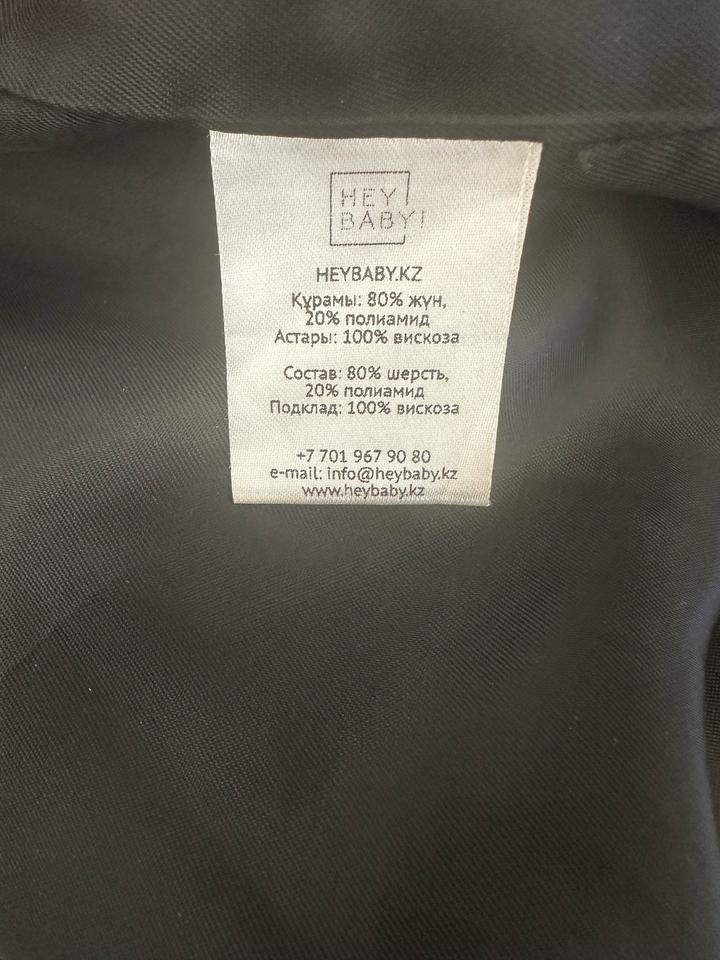 HEY
BABY!
HEYBABY.KZ
Құрамы: 80% жүн,
20% полиамид
Астары: 100% вискоза
Состав: 80% шерсть,
20% полиамид
Подклад: 100% вискоза
+7 701 967 90 80
e-mail: info@heybaby.kz
www.heybaby.kz